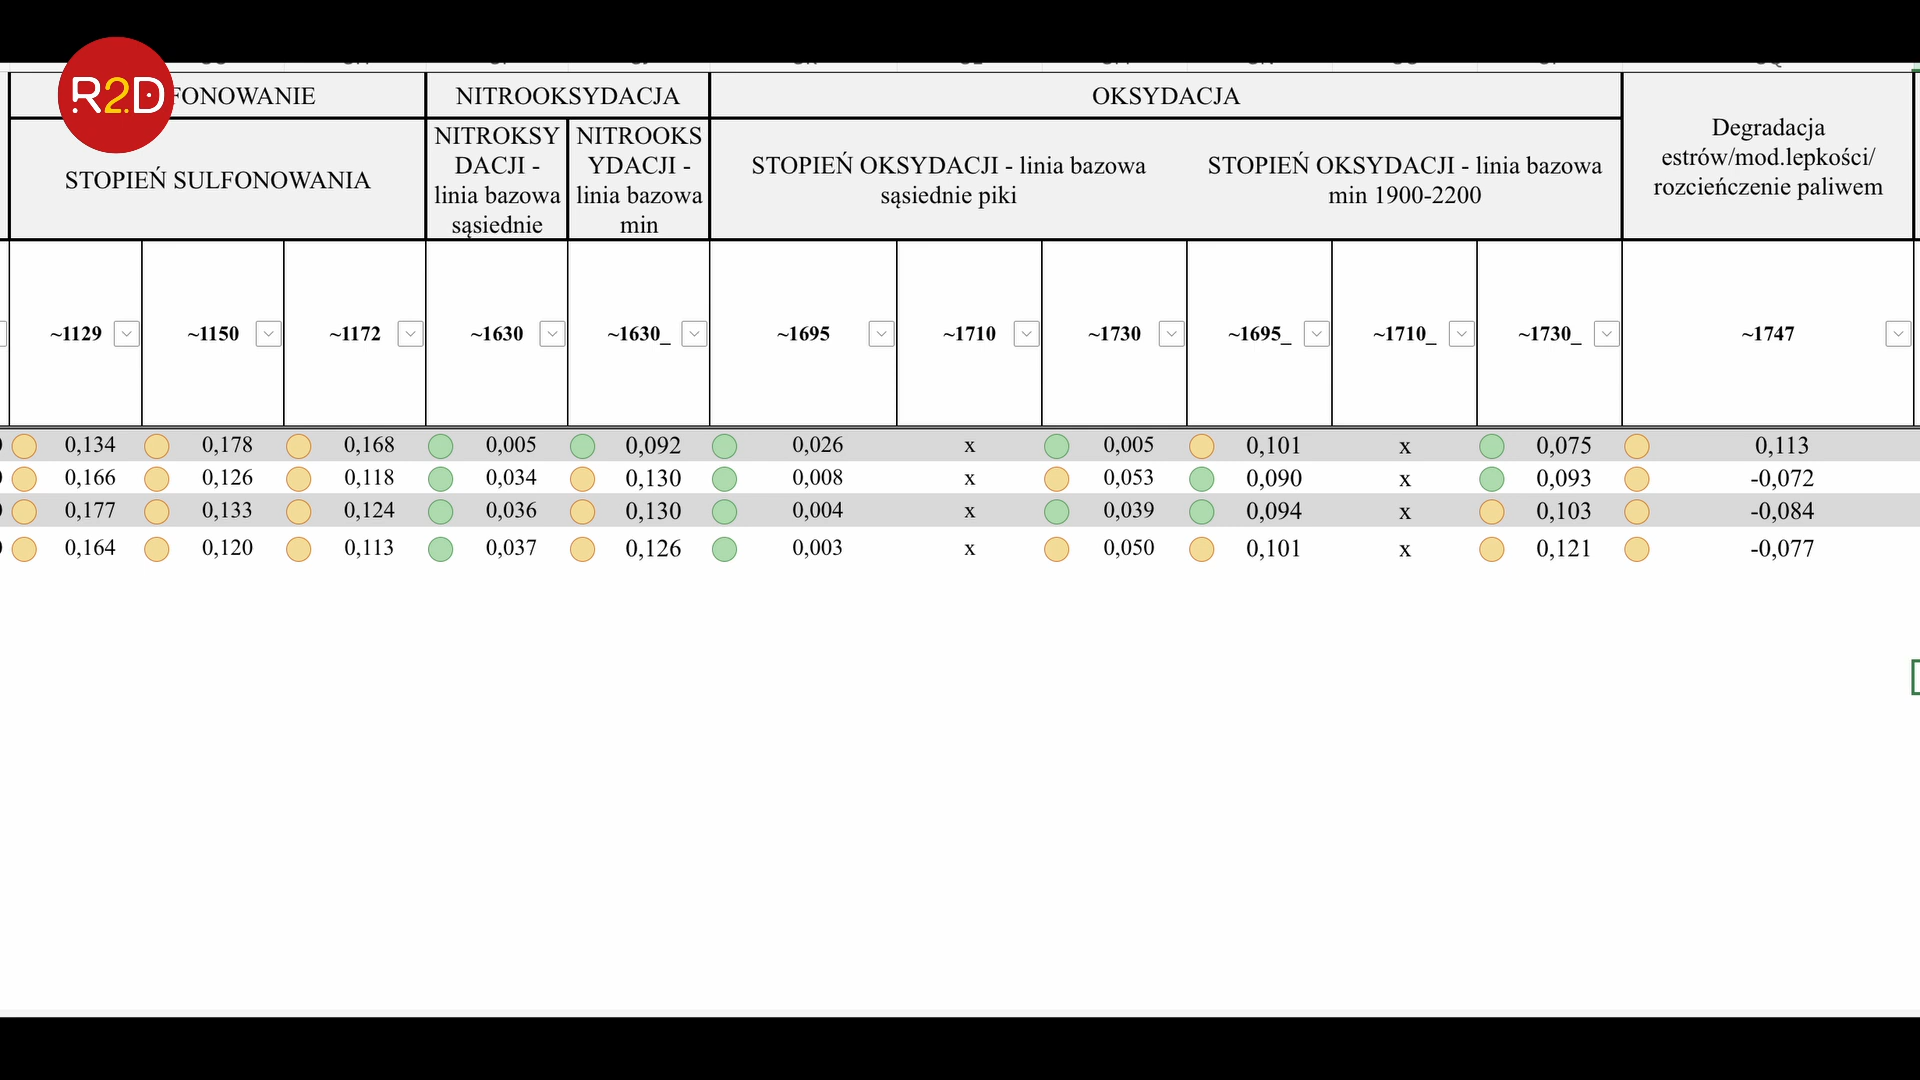 R2D
FONOWANIE NITROOKSYDACJA OKSYDACJA
STOPIEŃ SULFONOWANIA
NITROKSY
DACJI -
linia bazowa
sąsiednie
NITROOKS
YDACJI -
linia bazowa
min
STOPIEŃ OKSYDACJI - linia bazowa
sąsiednie piki
STOPIEŃ OKSYDACJI - linia bazowa
min 1900-2200
Degradacja
estrów/mod.lepkości/
rozcieńczenie paliwem
~1129 ~1150 ~1172 ~1630 ~1630_ ~1695 ~1710 ~1730 ~1695_ ~1710_ ~1730_ ~1747
0,134 0,178 0,168 0,005 0,092 0,026 x 0,005 0,101 x 0,075 0,113
0,166 0,126 0,118 0,034 0,130 0,008 x 0,053 0,090 x 0,093 -0,072
0,177 0,133 0,124 0,036 0,130 0,004 x 0,039 0,094 x 0,103 -0,084
0,164 0,120 0,113 0,037 0,126 0,003 x 0,050 0,101 x 0,121 -0,077